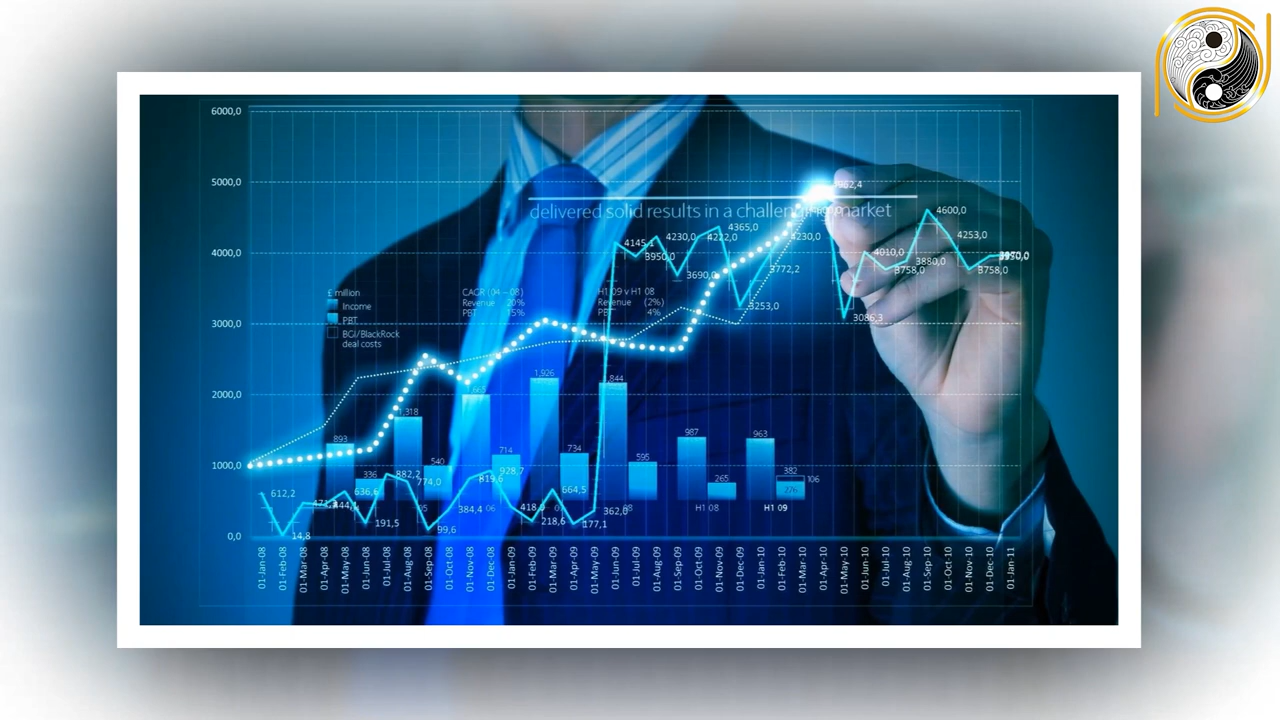 6000,0
5000,0
4000,0
3000,0
2000,0
1000,0
0,0
delivered solid results in a challenging market
£ million
Income
PBT
BGI/BlackRock
deal costs
CAGR (04 – 08)
Revenue 20%
PBT 15%
H1 09 v H1 08
Revenue (2%)
PBT 4%
4145,1
3950,0
4230,0
3690,0
4222,0
4365,0
3253,0
3772,2
4230,0
3086,3
4010,0
3758,0
3880,0
4600,0
4253,0
3758,0
893
336
1,318
540
1,665
714
1,926
734
1,844
595
987
265
963
382
106
276
612,2
14,8
636,6
191,5
882,2
774,0
99,6
384,4
819,6
928,7
418,0
218,6
664,5
177,1
362,0
05
06
H1 08
H1 09
01-Jan-08
01-Feb-08
01-Mar-08
01-Apr-08
01-May-08
01-Jun-08
01-Jul-08
01-Aug-08
01-Sep-08
01-Oct-08
01-Nov-08
01-Dec-08
01-Jan-09
01-Feb-09
01-Mar-09
01-Apr-09
01-May-09
01-Jun-09
01-Jul-09
01-Aug-09
01-Sep-09
01-Oct-09
01-Nov-09
01-Dec-09
01-Jan-10
01-Feb-10
01-Mar-10
01-Apr-10
01-May-10
01-Jun-10
01-Jul-10
01-Aug-10
01-Sep-10
01-Oct-10
01-Nov-10
01-Dec-10
01-Jan-11